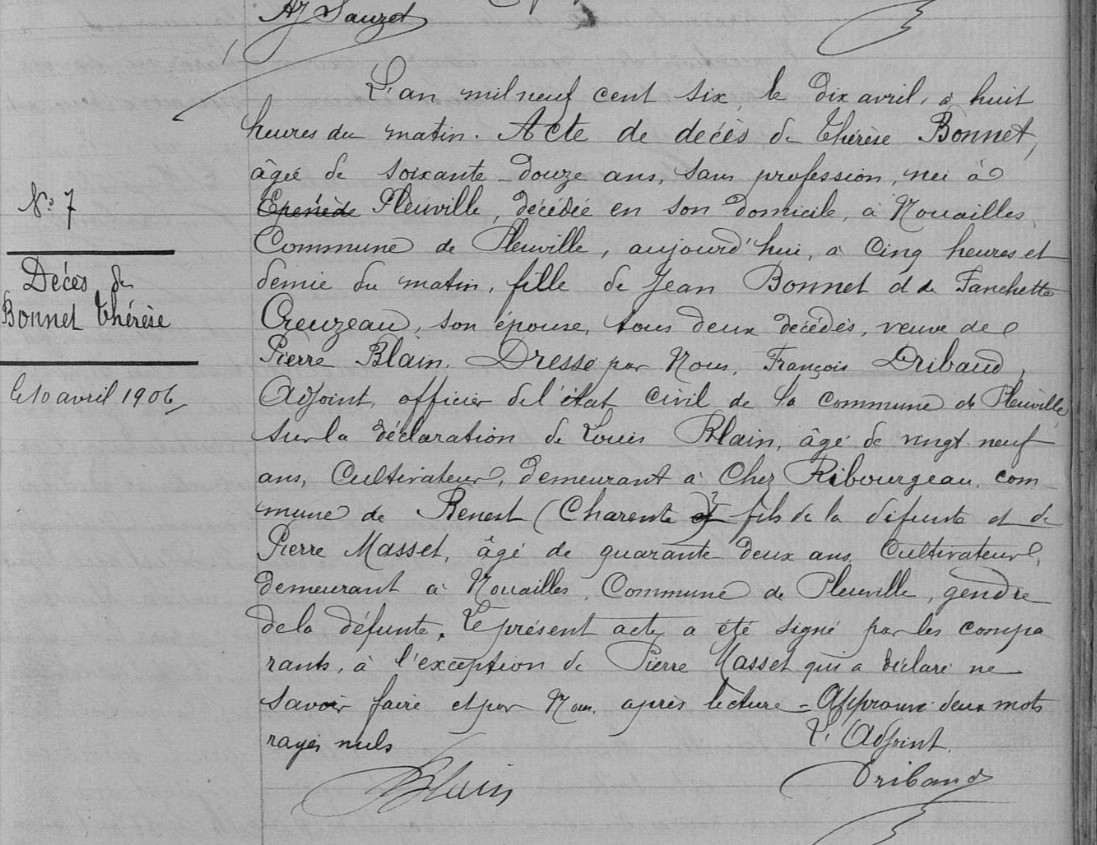 AJ Sauzet
L'an mil neuf cent six, le dix avril, à huit
heures du matin. Acte de décès de Thérèse Bonnet,
âgée de soixante douze ans, sans profession, née à
Pleuville, décédée en son domicile, à Nouailles,
Commune de Pleuville, aujourd'hui, à cinq heures et
demie du matin, fille de Jean Bonnet et de Fanchette
Creuzeau, son épouse, tous deux décédés, veuve de
Pierre Blain. Dressé par Nous, François Dribaud,
Adjoint, officier de l'état civil de la commune de Pleuville,
sur la déclaration de Louis Blain, âgé de vingt neuf
ans, Cultivateur, demeurant à Chez Ribourgeau, com
mune de Benest (Charente) fils de la défunte et de
Pierre Masset, âgé de quarante deux ans, Cultivateur,
demeurant à Nouailles, Commune de Pleuville, gendre
de la défunte. Le présent acte a été signé par les compa
rants, à l'exception de Pierre Masset qui a déclaré ne
savoir faire et par Nous après lecture - Approuvé deux mots
rayés nuls
L'Adjoint.
Blain
Dribaud
N° 7
Décès de
Bonnet Thérèse
le 10 avril 1906